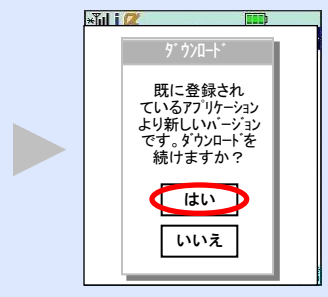 i
ﾀﾞｳﾝﾛｰﾄﾞ
既に登録され
ているｱﾌﾟﾘｹｰｼｮﾝ
より新しいﾊﾞｰｼﾞｮﾝ
です。ﾀﾞｳﾝﾛｰﾄﾞを
続けますか？
はい
いいえ